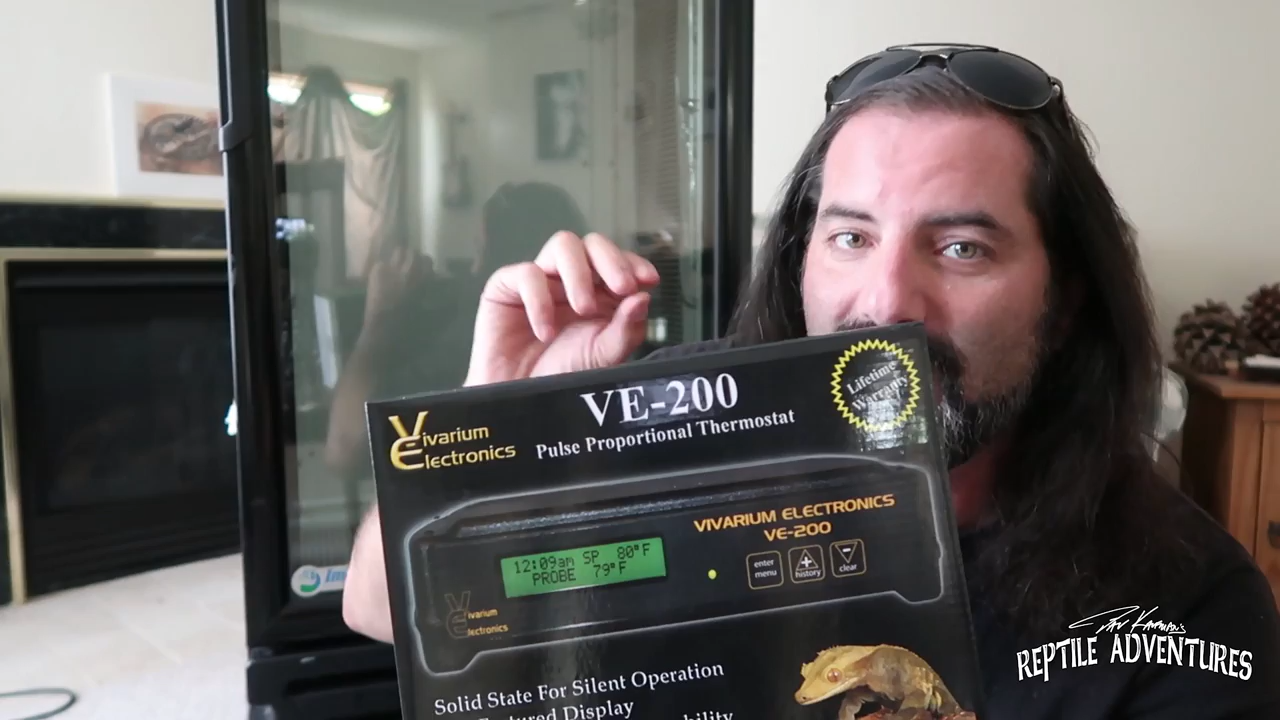 VE-200
Pulse Proportional Thermostat
Vivarium
Electronics
Lifetime
Warranty
VIVARIUM ELECTRONICS
VE-200
12:09am SP 80°F
PROBE 79°F
enter
menu
+
history
-
clear
Vivarium
Electronics
Solid State For Silent Operation
Display
REPTILE ADVENTURES